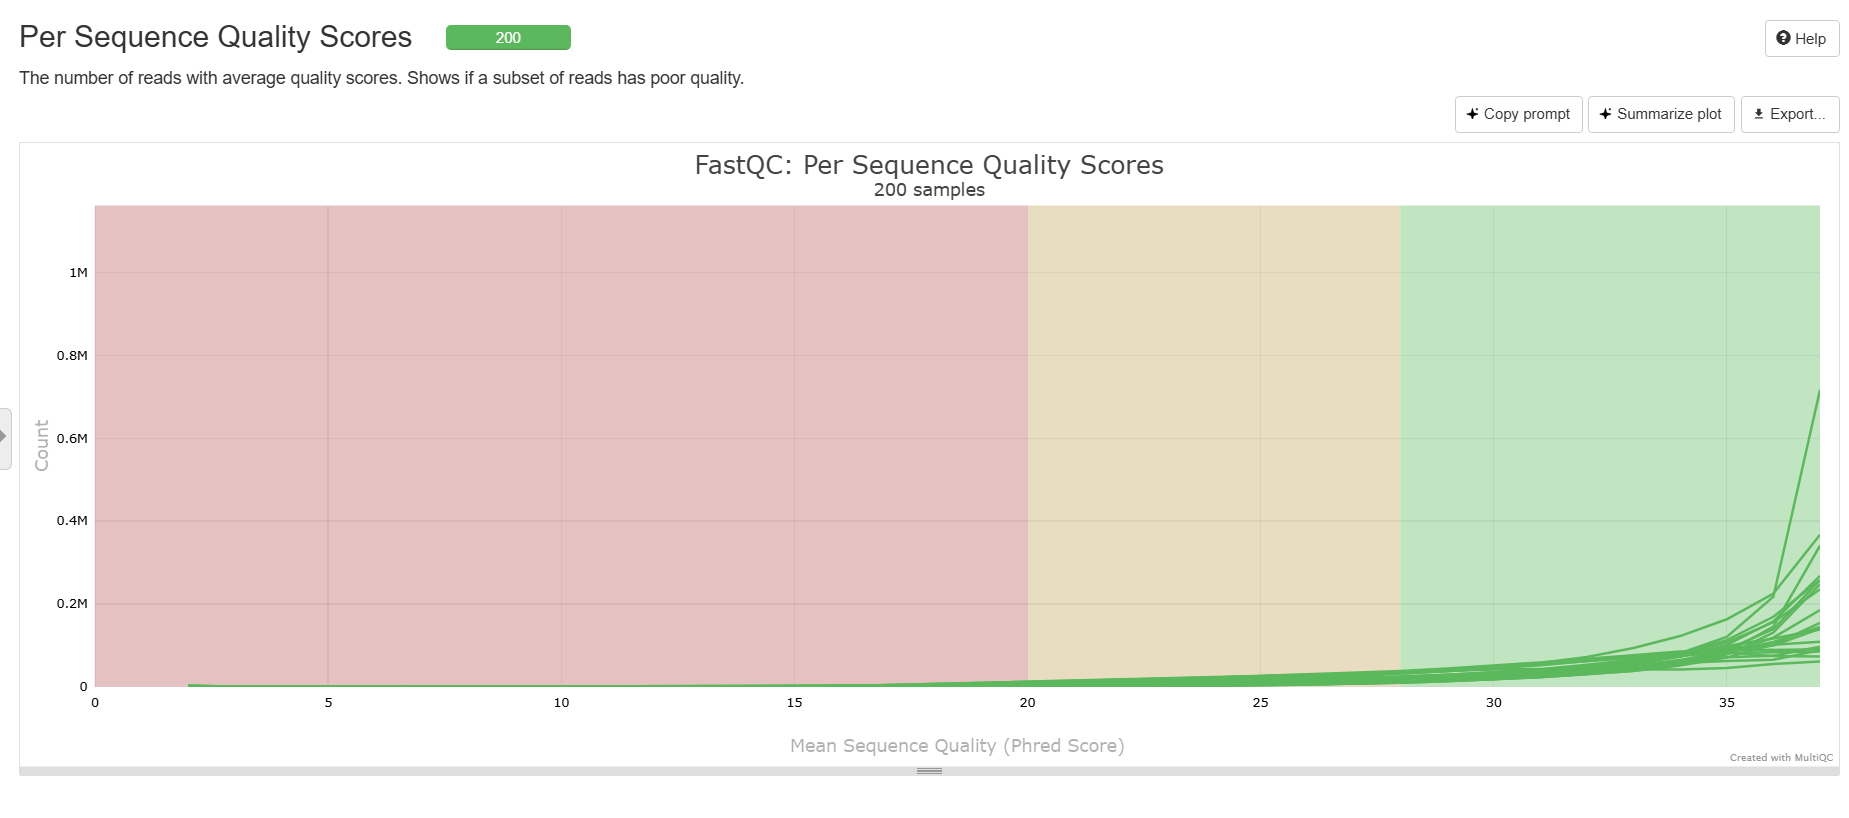 Per Sequence Quality Scores
200
Help
The number of reads with average quality scores. Shows if a subset of reads has poor quality.
Copy prompt
Summarize plot
Export...
FastQC: Per Sequence Quality Scores
200 samples
1M
0.8M
0.6M
0.4M
0.2M
0
Count
0 5 10 15 20 25 30 35
Mean Sequence Quality (Phred Score)
Created with MultiQC